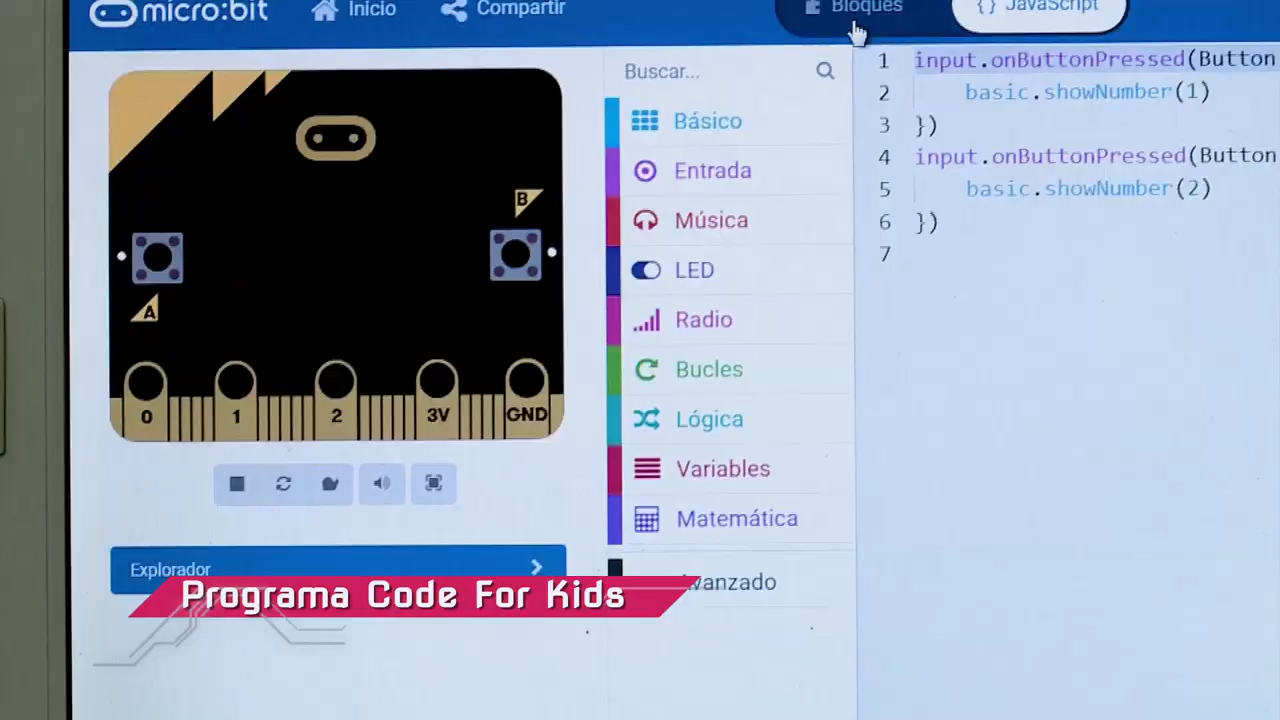 micro:bit
Inicio
Compartir
Bloques
{ } JavaScript
B
A
0 1 2 3V GND
Explorador
Buscar...
Básico
Entrada
Música
LED
Radio
Bucles
Lógica
Variables
Matemática
Avanzado
1 input.onButtonPressed(Button
2 basic.showNumber(1)
3 })
4 input.onButtonPressed(Button
5 basic.showNumber(2)
6 })
7
Programa Code For Kids